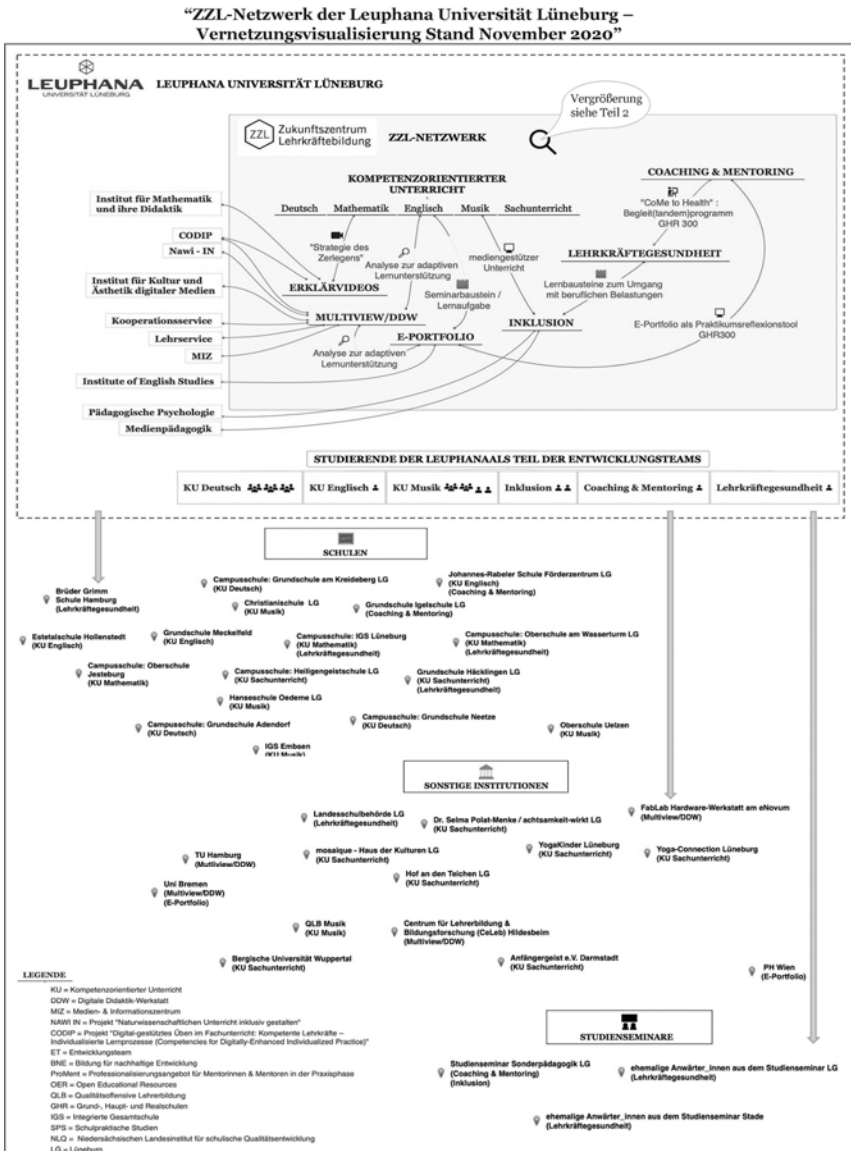 “ZZL-Netzwerk der Leuphana Universität Lüneburg –
Vernetzungsvisualisierung Stand November 2020”
LEUPHANA
UNIVERSITÄT LÜNEBURG
LEUPHANA UNIVERSITÄT LÜNEBURG
Vergrößerung
siehe Teil 2
ZZL
Zukunftszentrum
Lehrkräftebildung
ZZL-NETZWERK
KOMPETENZORIENTIERTER
UNTERRICHT
Deutsch Mathematik Englisch Musik Sachunterricht
COACHING & MENTORING
"CoMe to Health" :
Begleit(tandem)programm
GHR 300
"Strategie des
Zerlegens"
Analyse zur adaptiven
Lernunterstützung
mediengestützer
Unterricht
LEHRKRÄFTEGESUNDHEIT
Lernbausteine zum Umgang
mit beruflichen Belastungen
ERKLÄRVIDEOS
Seminarbaustein /
Lernaufgabe
MULTIVIEW/DDW
E-PORTFOLIO
INKLUSION
E-Portfolio als Praktikumsreflexionstool
GHR300
Analyse zur adaptiven
Lernunterstützung
Institut für Mathematik
und ihre Didaktik
CODIP
Nawi - IN
Institut für Kultur und
Ästhetik digitaler Medien
Kooperationsservice
Lehrservice
MIZ
Institute of English Studies
Pädagogische Psychologie
Medienpädagogik
STUDIERENDE DER LEUPHANAALS TEIL DER ENTWICKLUNGSTEAMS
KU Deutsch
KU Englisch
KU Musik
Inklusion
Coaching & Mentoring
Lehrkräftegesundheit
SCHULEN
Brüder Grimm
Schule Hamburg
(Lehrkräftegesundheit)
Campusschule: Grundschule am Kreideberg LG
(KU Deutsch)
Johannes-Rabeler Schule Förderzentrum LG
(KU Englisch)
(Coaching & Mentoring)
Christianischule LG
(KU Musik)
Grundschule Igelschule LG
(Coaching & Mentoring)
Estetalschule Hollenstedt
(KU Englisch)
Grundschule Meckelfeld
(KU Englisch)
Campusschule: IGS Lüneburg
(KU Mathematik)
(Lehrkräftegesundheit)
Campusschule: Oberschule am Wasserturm LG
(KU Mathematik)
(Lehrkräftegesundheit)
Campusschule: Oberschule
Jesteburg
(KU Mathematik)
Campusschule: Heiligengeistschule LG
(KU Sachunterricht)
Grundschule Häcklingen LG
(KU Sachunterricht)
(Lehrkräftegesundheit)
Hanseschule Oedeme LG
(KU Musik)
Campusschule: Grundschule Adendorf
(KU Deutsch)
Campusschule: Grundschule Neetze
(KU Deutsch)
Oberschule Uelzen
(KU Musik)
IGS Embsen
(KU Musik)
SONSTIGE INSTITUTIONEN
Landesschulbehörde LG
(Lehrkräftegesundheit)
Dr. Selma Polat-Menke / achtsamkeit-wirkt LG
(KU Sachunterricht)
FabLab Hardware-Werkstatt am eNovum
(Multiview/DDW)
TU Hamburg
(Mutliview/DDW)
mosaique - Haus der Kulturen LG
(KU Sachunterricht)
YogaKinder Lüneburg
(KU Sachunterricht)
Yoga-Connection Lüneburg
(KU Sachunterricht)
Uni Bremen
(Multiview/DDW)
(E-Portfolio)
Hof an den Teichen LG
(KU Sachunterricht)
QLB Musik
(KU Musik)
Centrum für Lehrerbildung &
Bildungsforschung (CeLeb) Hildesheim
(Multiview/DDW)
Bergische Universität Wuppertal
(KU Sachunterricht)
Anfängergeist e.V. Darmstadt
(KU Sachunterricht)
PH Wien
(E-Portfolio)
LEGENDE
KU = Kompetenzorientierter Unterricht
DDW = Digitale Didaktik-Werkstatt
MIZ = Medien- & Informationszentrum
NAWI IN = Projekt "Naturwissenschaftlichen Unterricht inklusiv gestalten"
CODIP = Projekt "Digital-gestütztes Üben im Fachunterricht: Kompetente Lehrkräfte –
Individualisierte Lernprozesse (Competencies for Digitally-Enhanced Individualized Practice)"
ET = Entwicklungsteam
BNE = Bildung für nachhaltige Entwicklung
ProMent = Professionalisierungsangebot für Mentorinnen & Mentoren in der Praxisphase
OER = Open Educational Resources
QLB = Qualitätsoffensive Lehrerbildung
GHR = Grund-, Haupt- und Realschulen
IGS = Integrierte Gesamtschule
SPS = Schulpraktische Studien
NLQ = Niedersächsischen Landesinstitut für schulische Qualitätsentwicklung
LG = Lüneburg
STUDIENSEMINARE
Studienseminar Sonderpädagogik LG
(Coaching & Mentoring)
(Inklusion)
ehemalige Anwärter_innen aus dem Studienseminar LG
(Lehrkräftegesundheit)
ehemalige Anwärter_innen aus dem Studienseminar Stade
(Lehrkräftegesundheit)